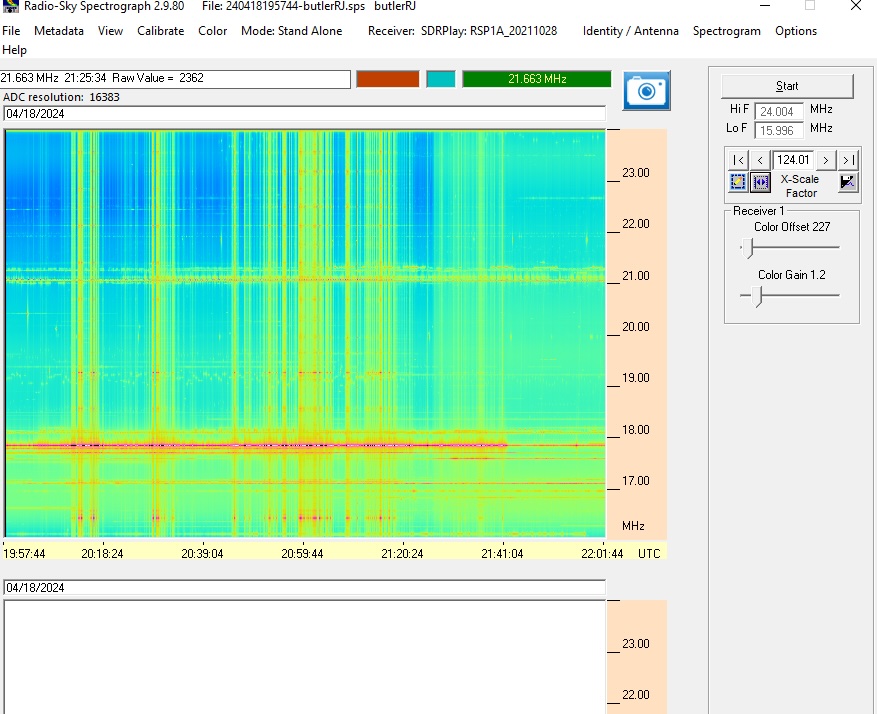 Radio-Sky Spectrograph 2.9.80 File: 240418195744-butlerRJ.sps butlerRJ
File Metadata View Calibrate Color Mode: Stand Alone Receiver: SDRPlay: RSP1A_20211028 Identity / Antenna Spectrogram Options
Help
21.663 MHz 21:25:34 Raw Value = 2362
21.663 MHz
Start
ADC resolution: 16383
Hi F 24.004 MHz
04/18/2024
Lo F 15.996 MHz
|< < 124.01 > >|
X-Scale
Factor
23.00
Receiver 1
22.00
Color Offset 227
21.00
Color Gain 1.2
20.00
19.00
18.00
17.00
MHz
19:57:44 20:18:24 20:39:04 20:59:44 21:20:24 21:41:04 22:01:44 UTC
04/18/2024
23.00
22.00